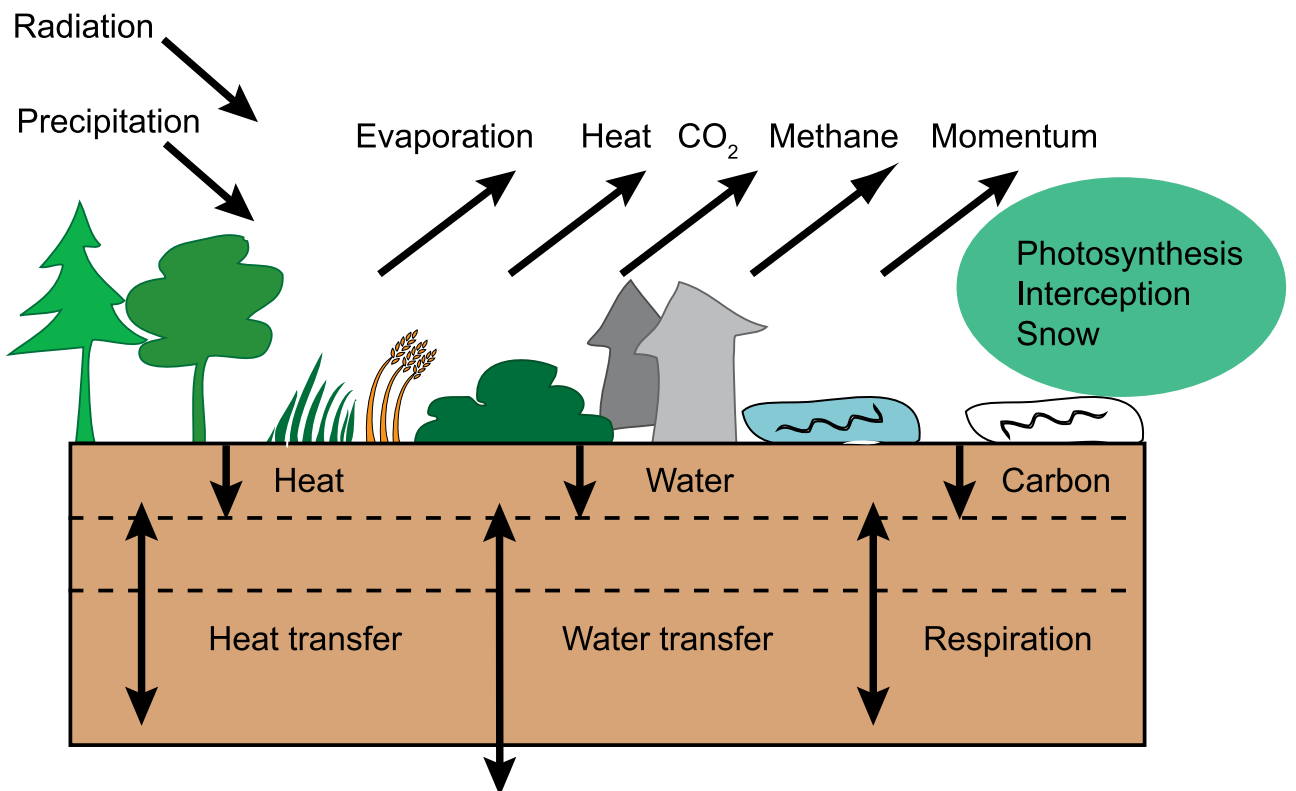 Radiation
Precipitation
Evaporation Heat CO₂ Methane Momentum
Photosynthesis
Interception
Snow
Heat Water Carbon
Heat transfer Water transfer Respiration